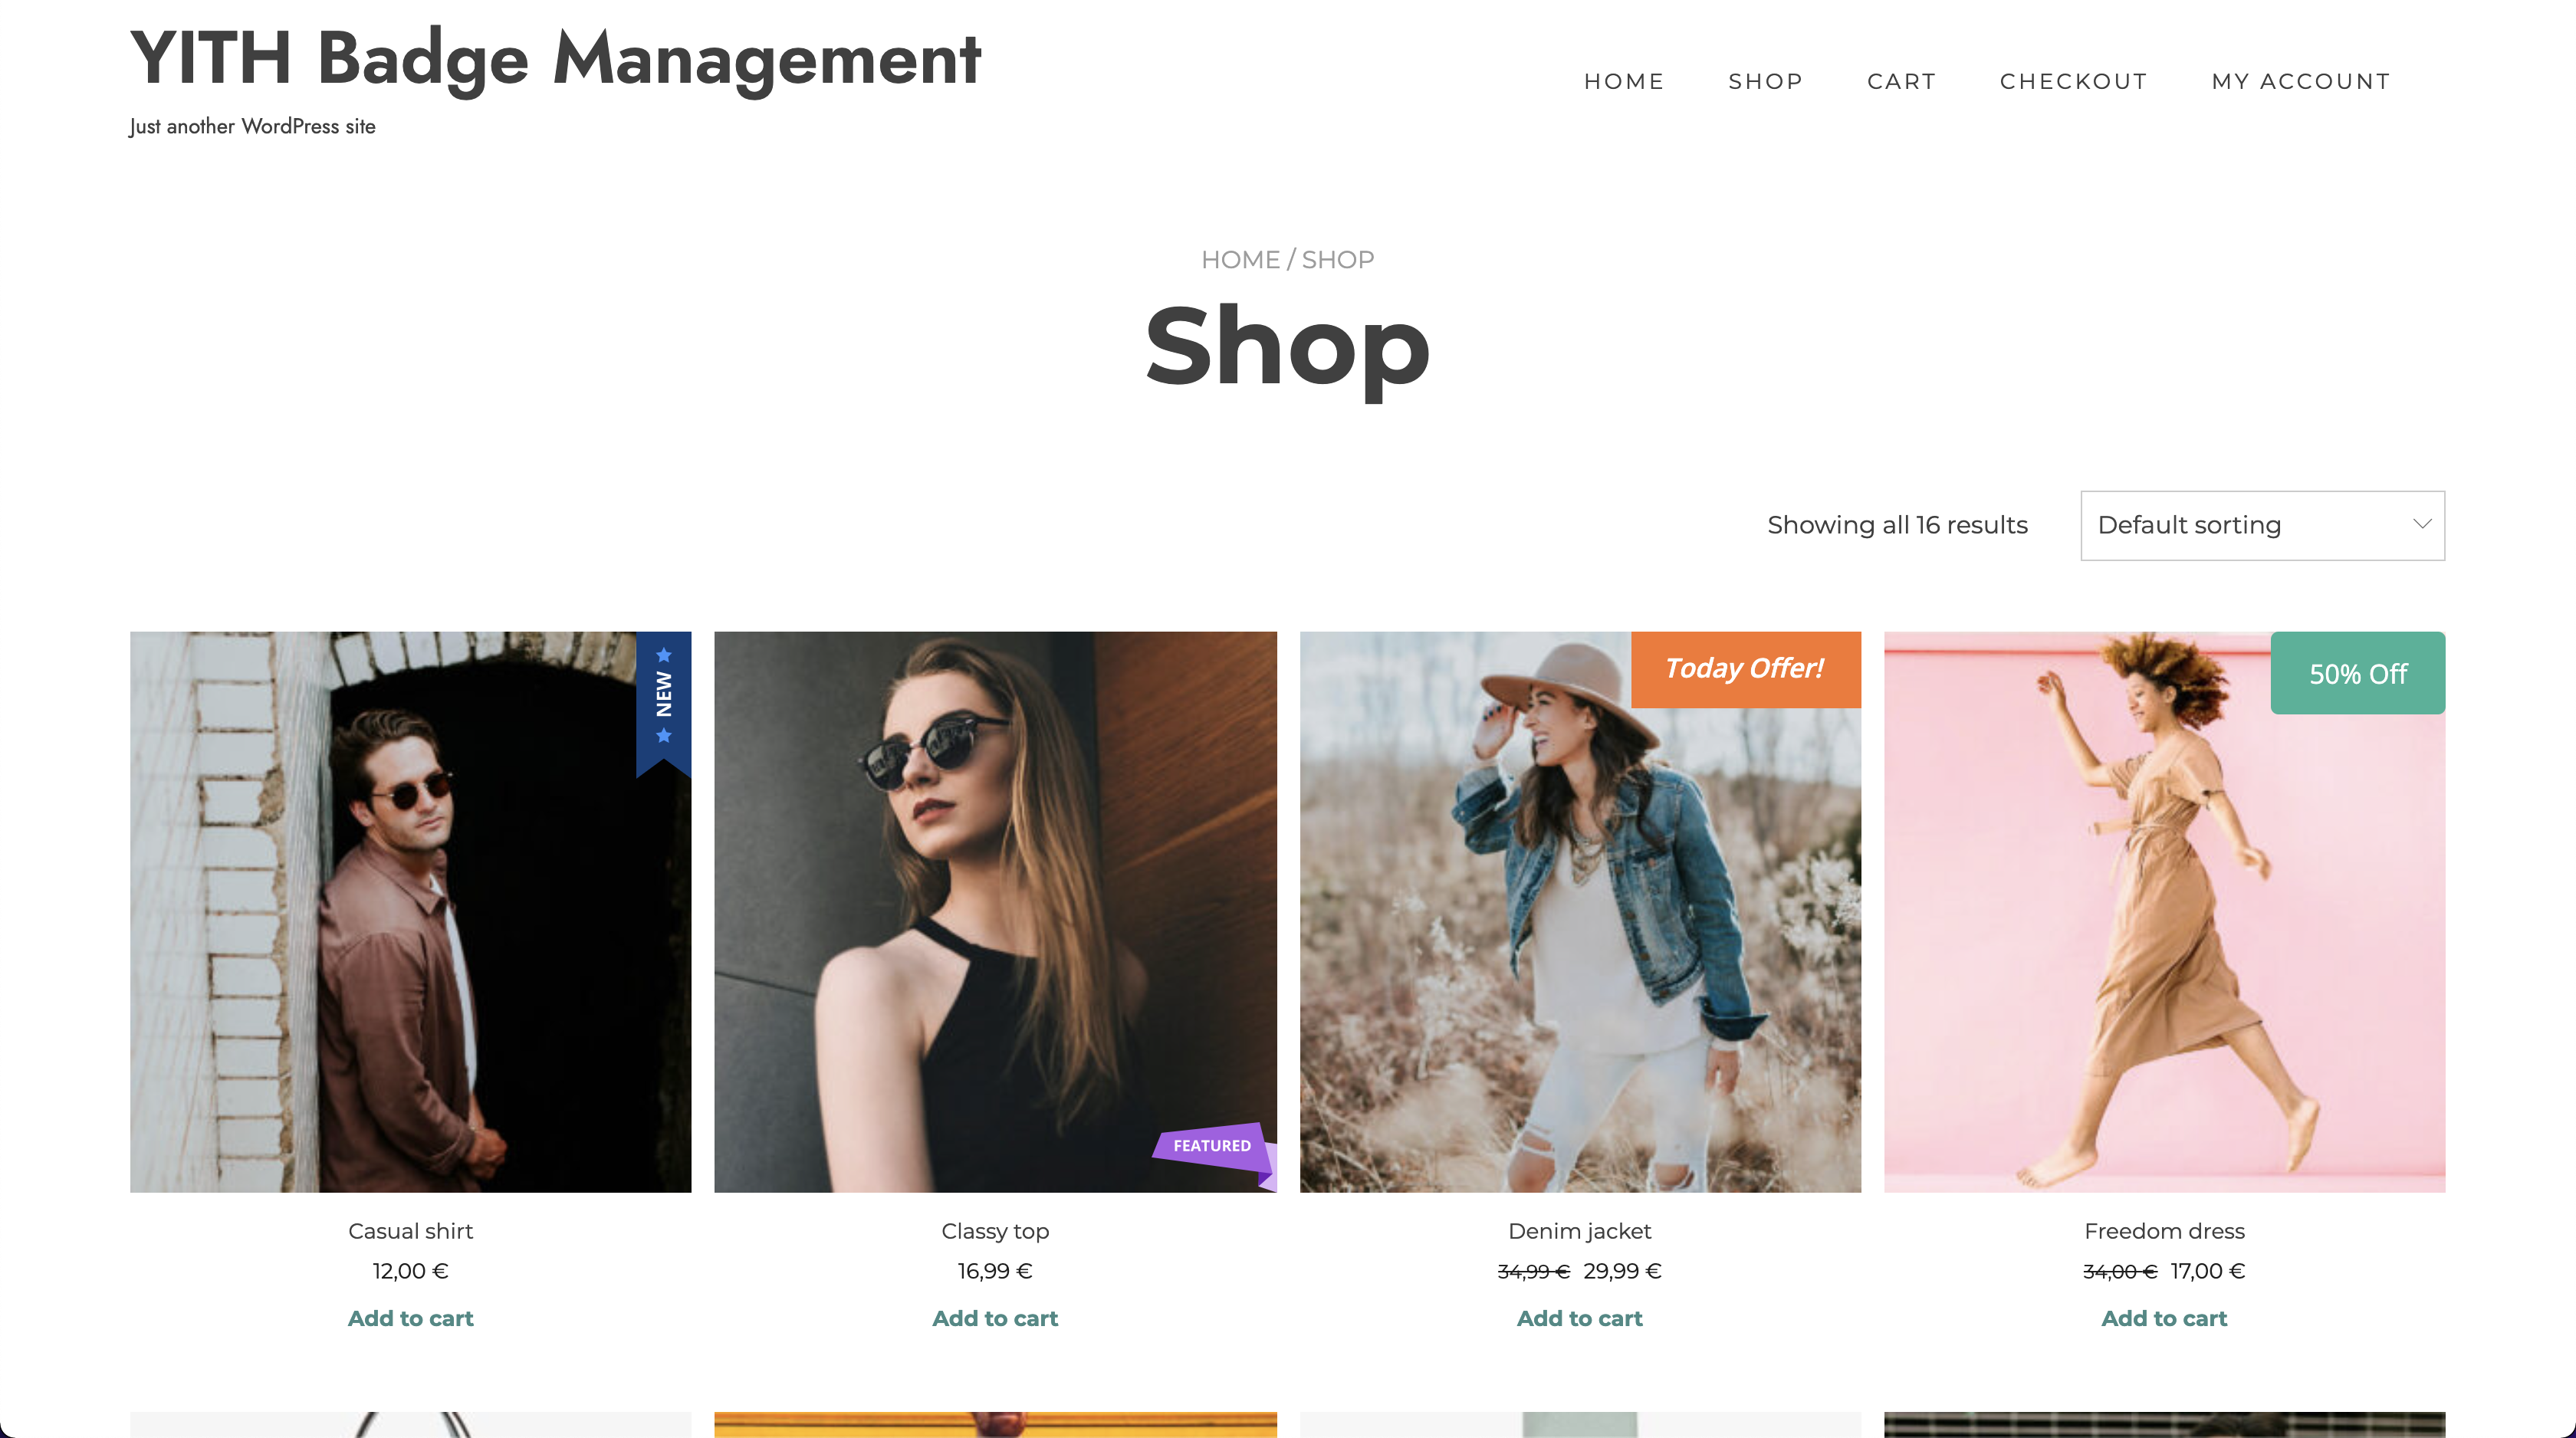 YITH Badge Management
Just another WordPress site
HOME SHOP CART CHECKOUT MY ACCOUNT
HOME / SHOP
Shop
Showing all 16 results
Default sorting
NEW
FEATURED
Today Offer!
50% Off
Casual shirt
12,00 €
Add to cart
Classy top
16,99 €
Add to cart
Denim jacket
34,99 € 29,99 €
Add to cart
Freedom dress
34,00 € 17,00 €
Add to cart